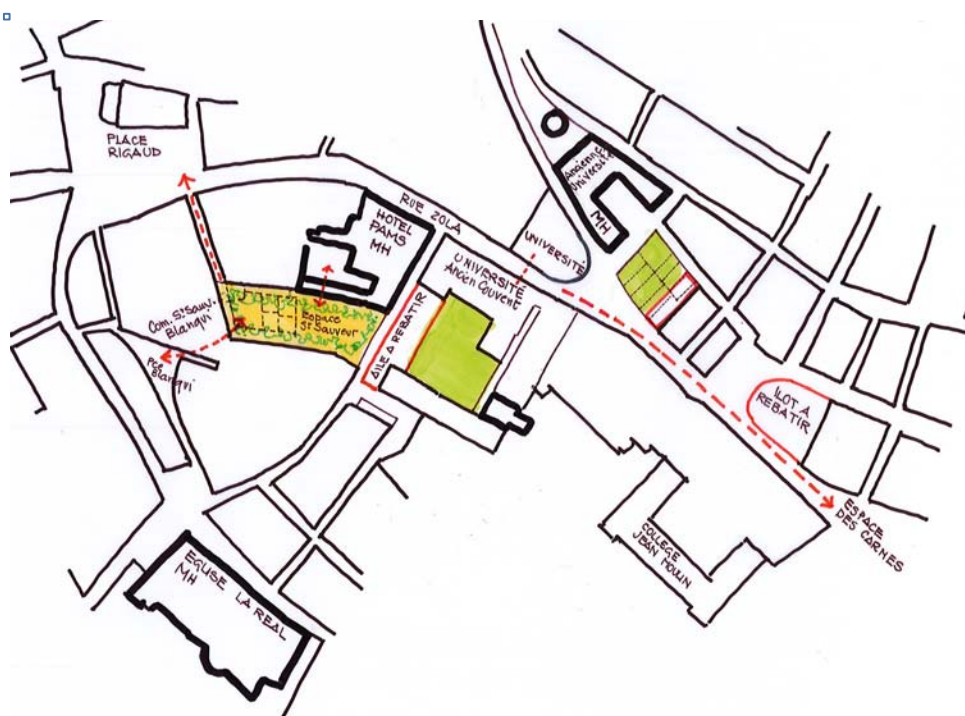 PLACE
RIGAUD
RUE ZOLA
HOTEL
PAMS
MH
Ancienne
Université
MH
UNIVERSITE
UNIVERSITE
Ancien Couvent
Espace
St Sauveur
AILE A REBATIR
Com. St Sauv.
Blanqui
Pce
Blanqui
ILOT A
REBATIR
ESPACE
DES CARMES
COLLEGE
JEAN MOULIN
EGLISE LA REAL
MH